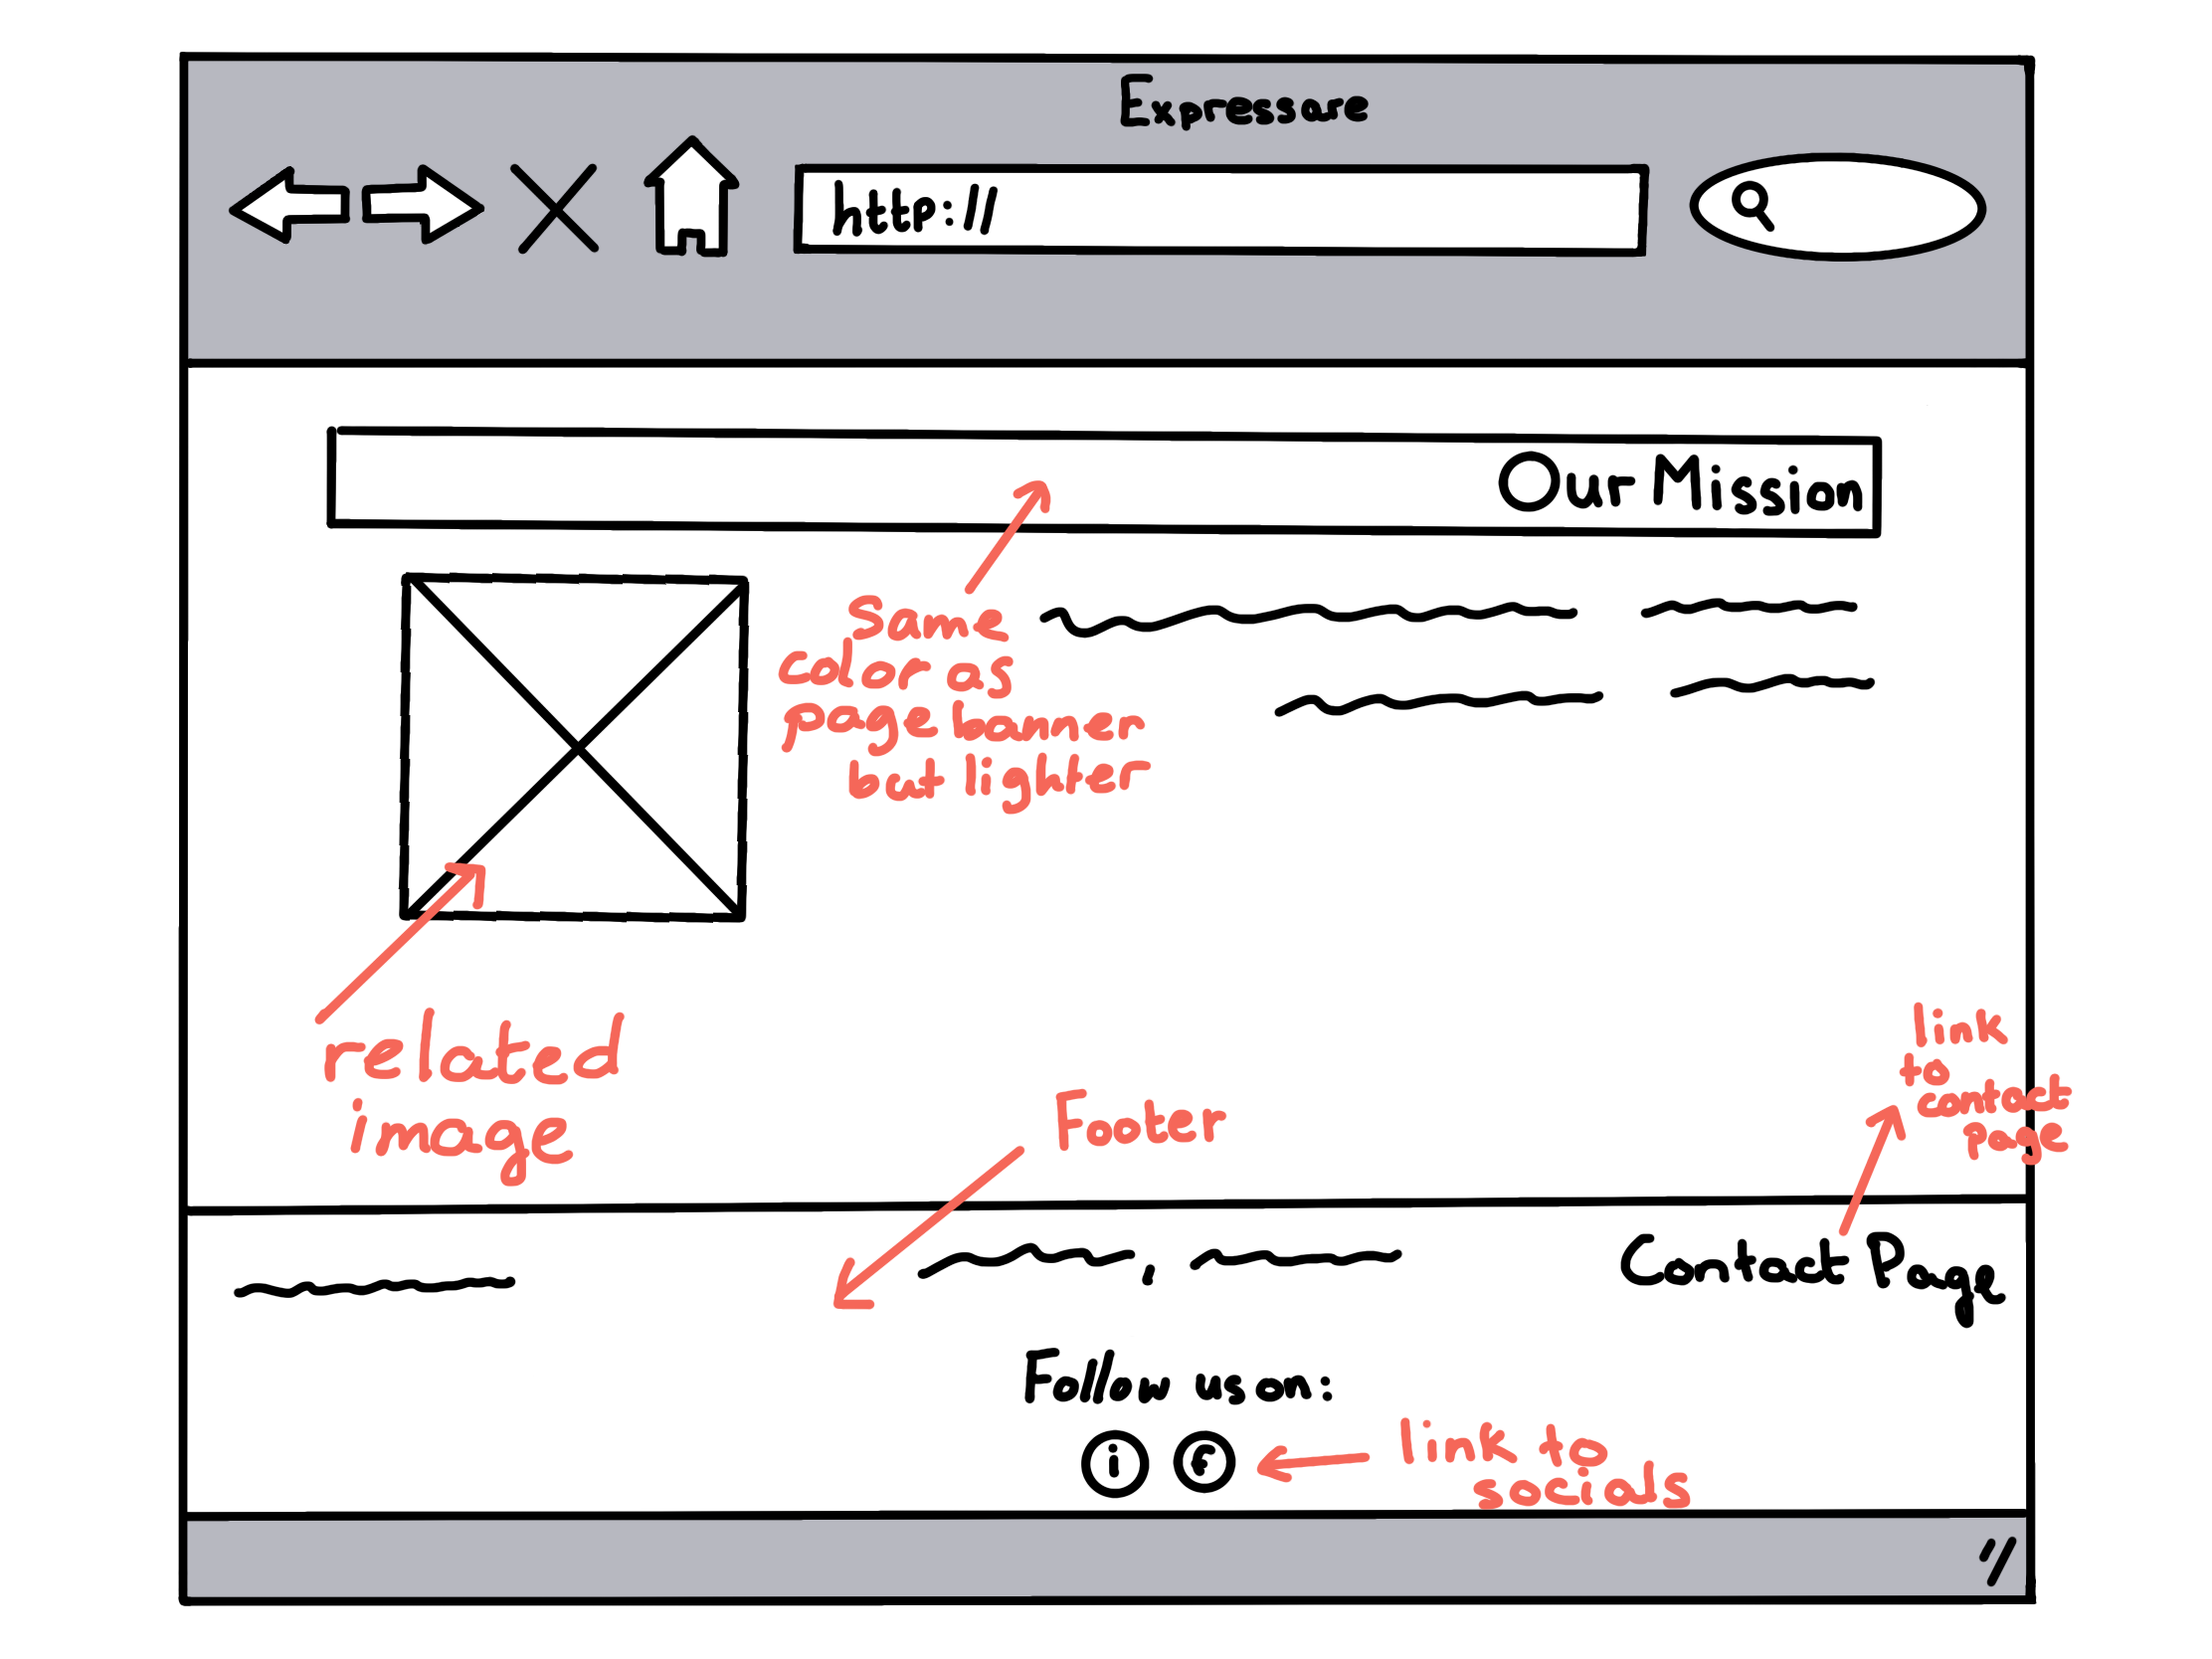 Expressare
http://
Our Mission
Same
color as
page banner
but lighter
related
image
link
to
contact
page
Footer
Contact Page
Follow us on:
i f
link to
socials